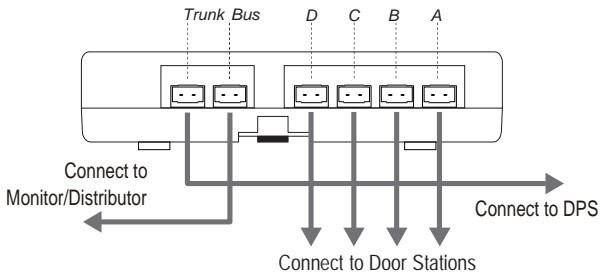 Trunk Bus D C B A
Connect to
Monitor/Distributor
Connect to DPS
Connect to Door Stations